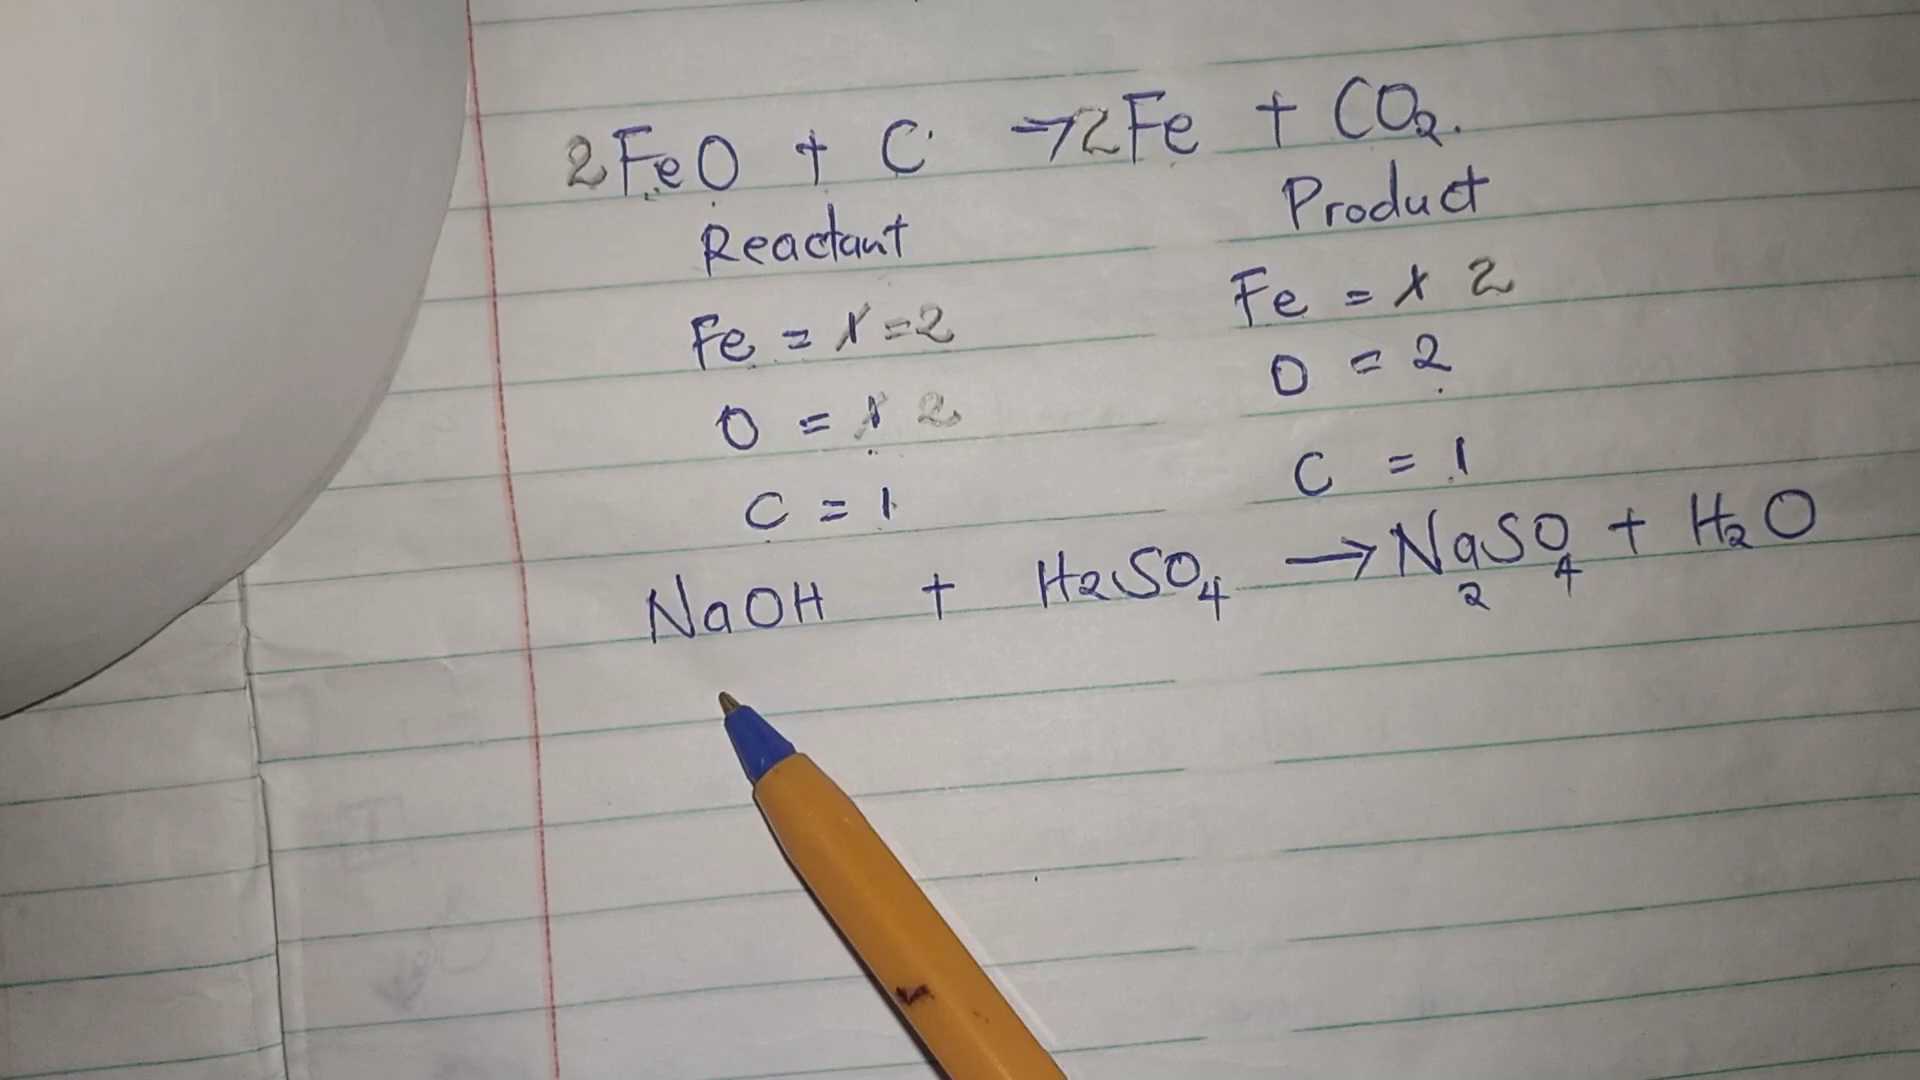 2FeO + C → 2Fe + CO₂.
Reactant Product
Fe = 1 = 2 Fe = 1 2
O = 1 2 O = 2
C = 1 C = 1
NaOH + H₂SO₄ → Na₂SO₄ + H₂O